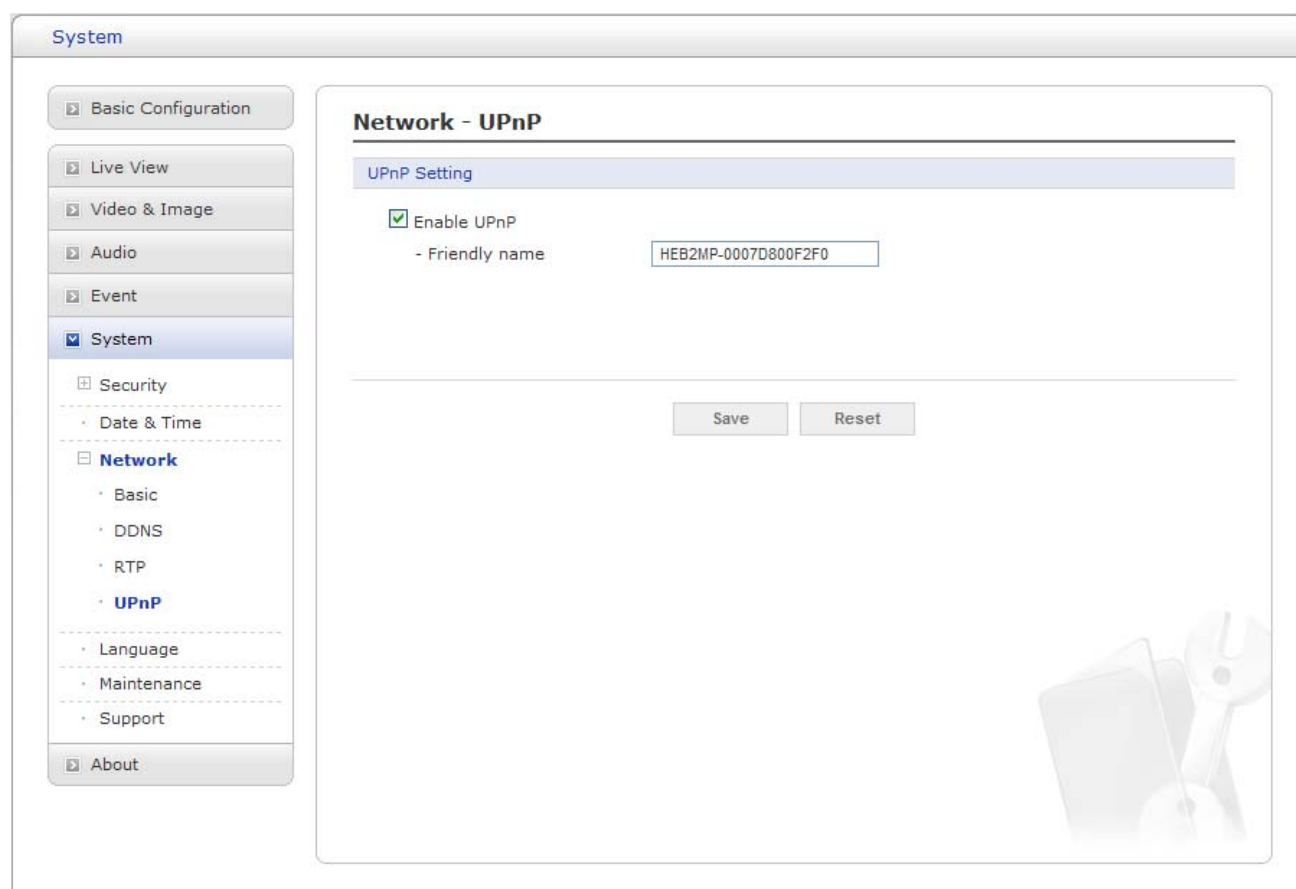 System
Basic Configuration
Live View
Video & Image
Audio
Event
System
Security
Date & Time
Network
Basic
DDNS
RTP
UPnP
Language
Maintenance
Support
About
Network - UPnP
UPnP Setting
Enable UPnP
- Friendly name HEB2MP-0007D800F2F0
Save Reset